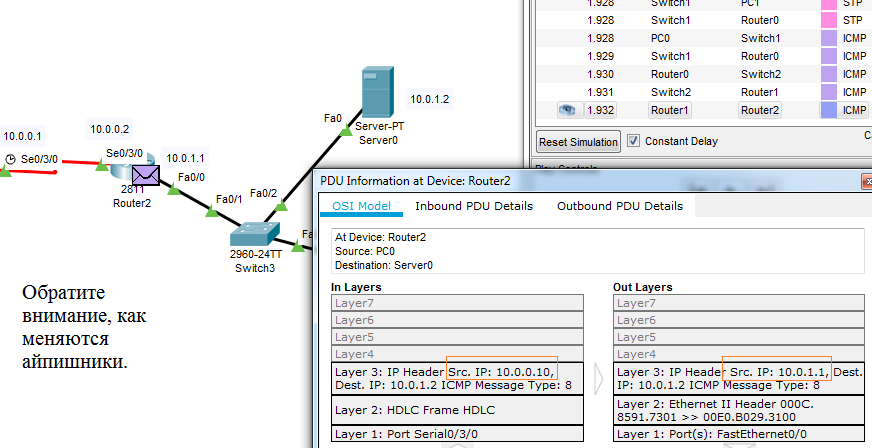 1.928 Switch1 PC1 STP
1.928 Switch1 Router0 STP
1.928 PC0 Switch1 ICMP
1.929 Switch1 Router0 ICMP
1.930 Router0 Switch2 ICMP
1.931 Switch2 Router1 ICMP
1.932 Router1 Router2 ICMP
Reset Simulation Constant Delay
10.0.1.2
Fa0
Server-PT
Server0
10.0.0.1
10.0.0.2
Se0/3/0
Se0/3/0
10.0.1.1
2811
Router2
Fa0/0
Fa0/1
Fa0/2
2960-24TT
Switch3
Обратите
внимание, как
меняются
айпишники.
PDU Information at Device: Router2
OSI Model Inbound PDU Details Outbound PDU Details
At Device: Router2
Source: PC0
Destination: Server0
In Layers
Layer7
Layer6
Layer5
Layer4
Layer 3: IP Header Src. IP: 10.0.0.10,
Dest. IP: 10.0.1.2 ICMP Message Type: 8
Layer 2: HDLC Frame HDLC
Layer 1: Port Serial0/3/0
Out Layers
Layer7
Layer6
Layer5
Layer4
Layer 3: IP Header Src. IP: 10.0.1.1, Dest.
IP: 10.0.1.2 ICMP Message Type: 8
Layer 2: Ethernet II Header 000C.
8591.7301 >> 00E0.B029.3100
Layer 1: Port(s): FastEthernet0/0